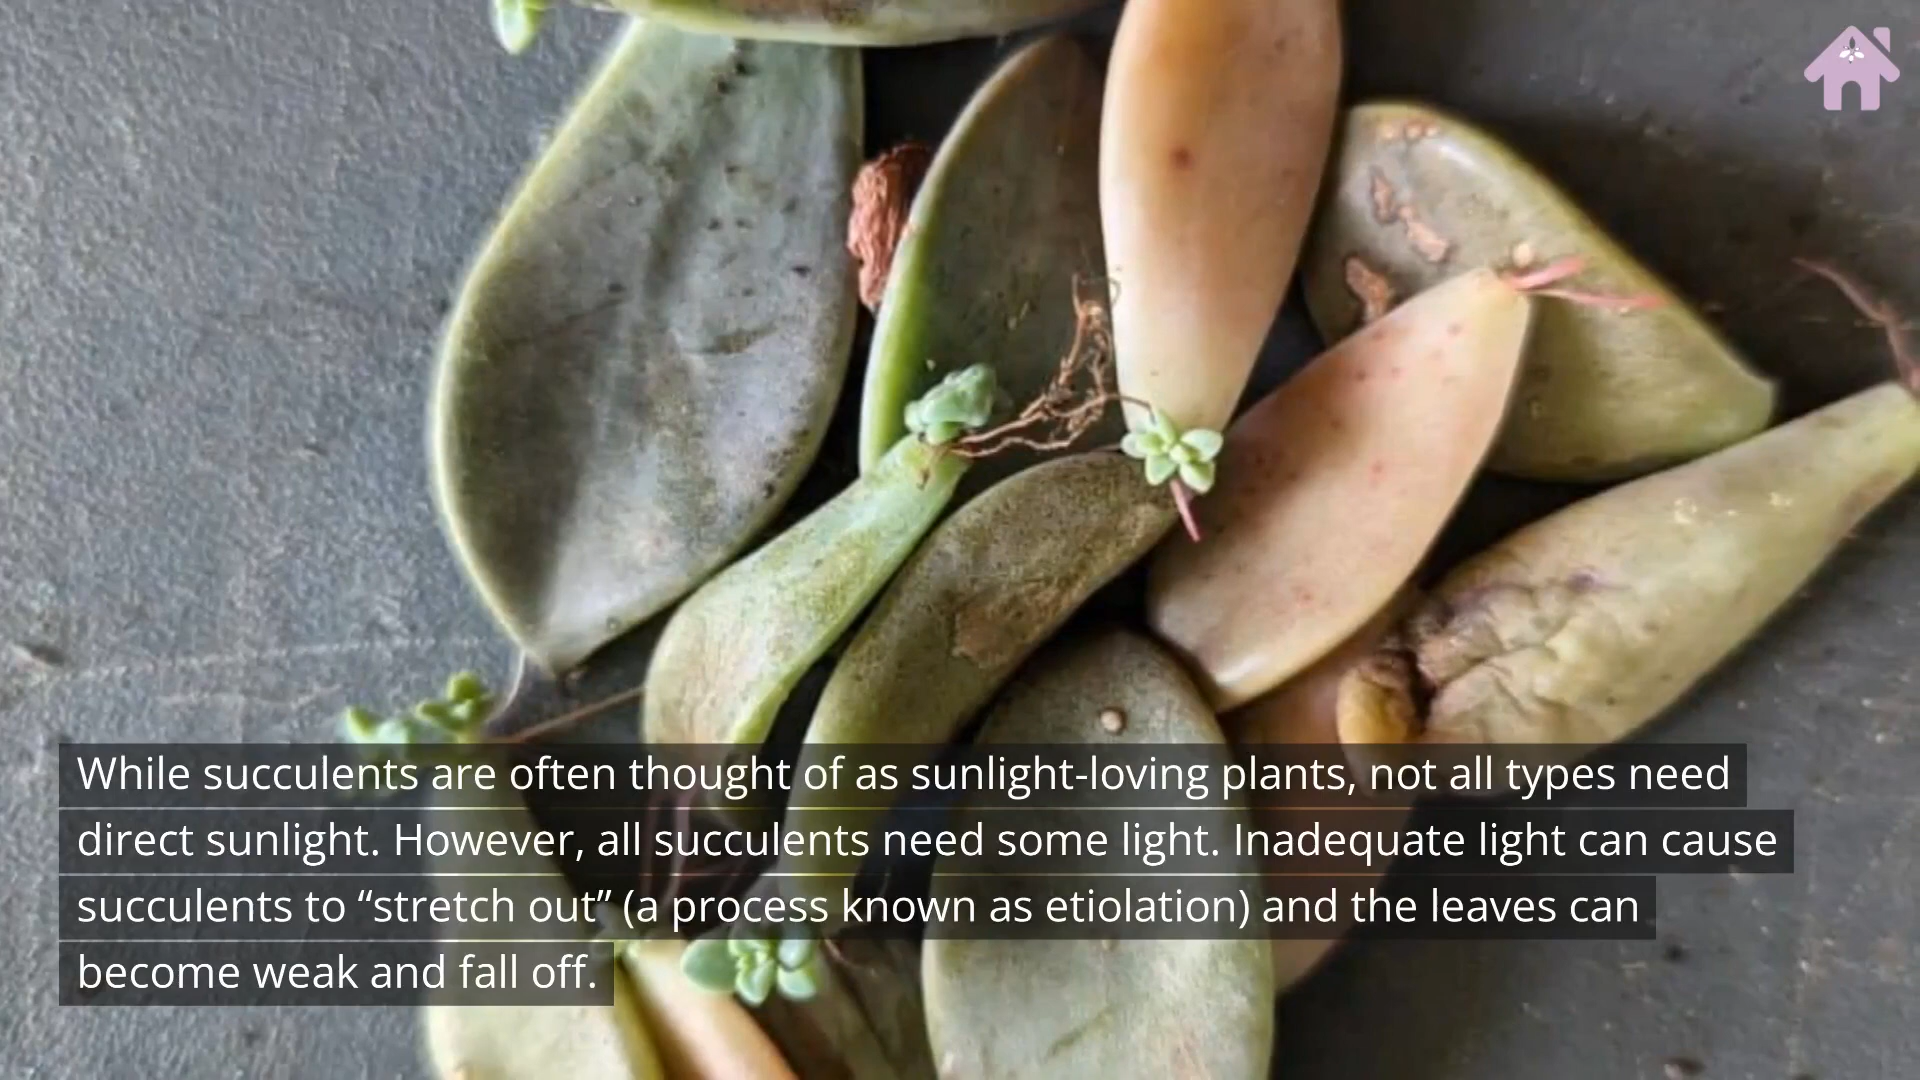 While succulents are often thought of as sunlight-loving plants, not all types need
direct sunlight. However, all succulents need some light. Inadequate light can cause
succulents to “stretch out” (a process known as etiolation) and the leaves can
become weak and fall off.